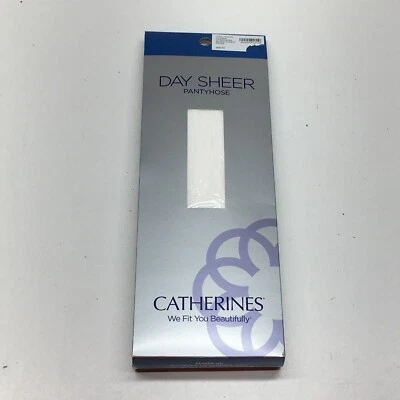 DAY SHEER
PANTYHOSE
CATHERINES®
We Fit You Beautifully®